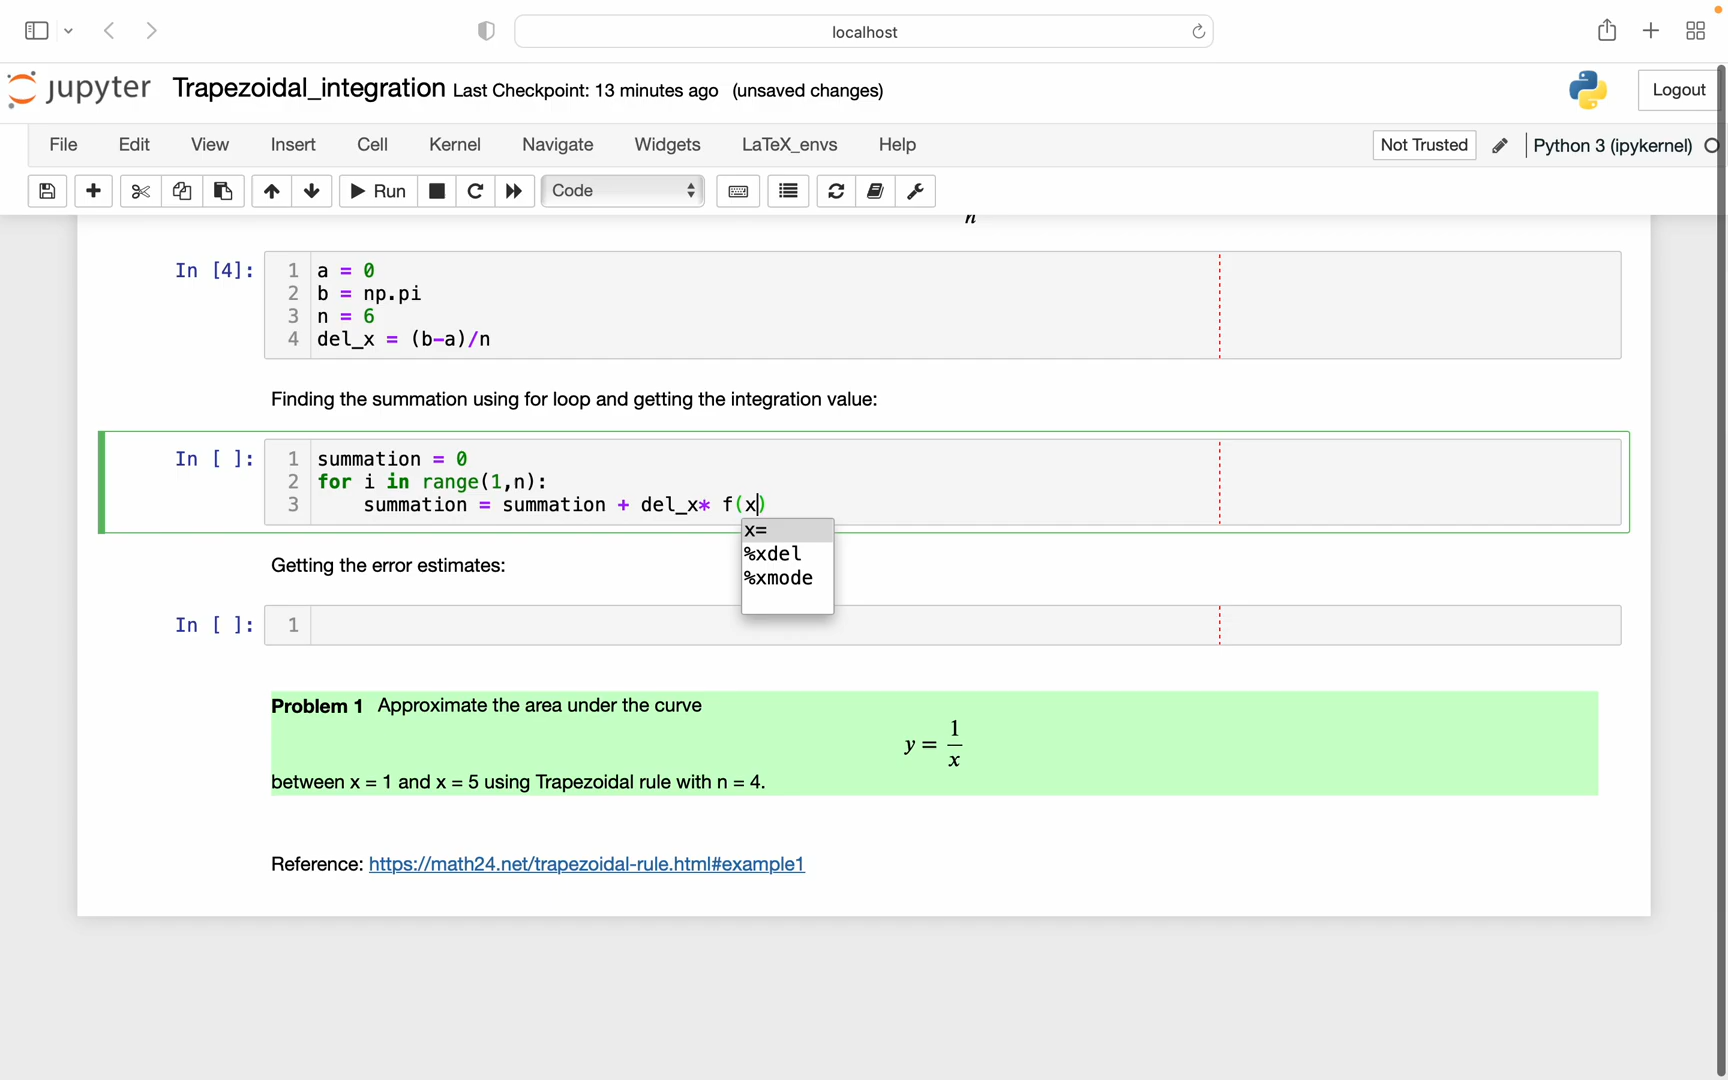 localhost
jupyter Trapezoidal_integration Last Checkpoint: 13 minutes ago (unsaved changes) Logout
File Edit View Insert Cell Kernel Navigate Widgets LaTeX_envs Help Not Trusted Python 3 (ipykernel)
Run Code
n
In [4]: 1 a = 0
2 b = np.pi
3 n = 6
4 del_x = (b-a)/n
Finding the summation using for loop and getting the integration value:
In [ ]: 1 summation = 0
2 for i in range(1,n):
3 summation = summation + del_x* f(x)
x=
%xdel
%xmode
Getting the error estimates:
In [ ]: 1
Problem 1 Approximate the area under the curve
y = 1/x
between x = 1 and x = 5 using Trapezoidal rule with n = 4.
Reference: https://math24.net/trapezoidal-rule.html#example1